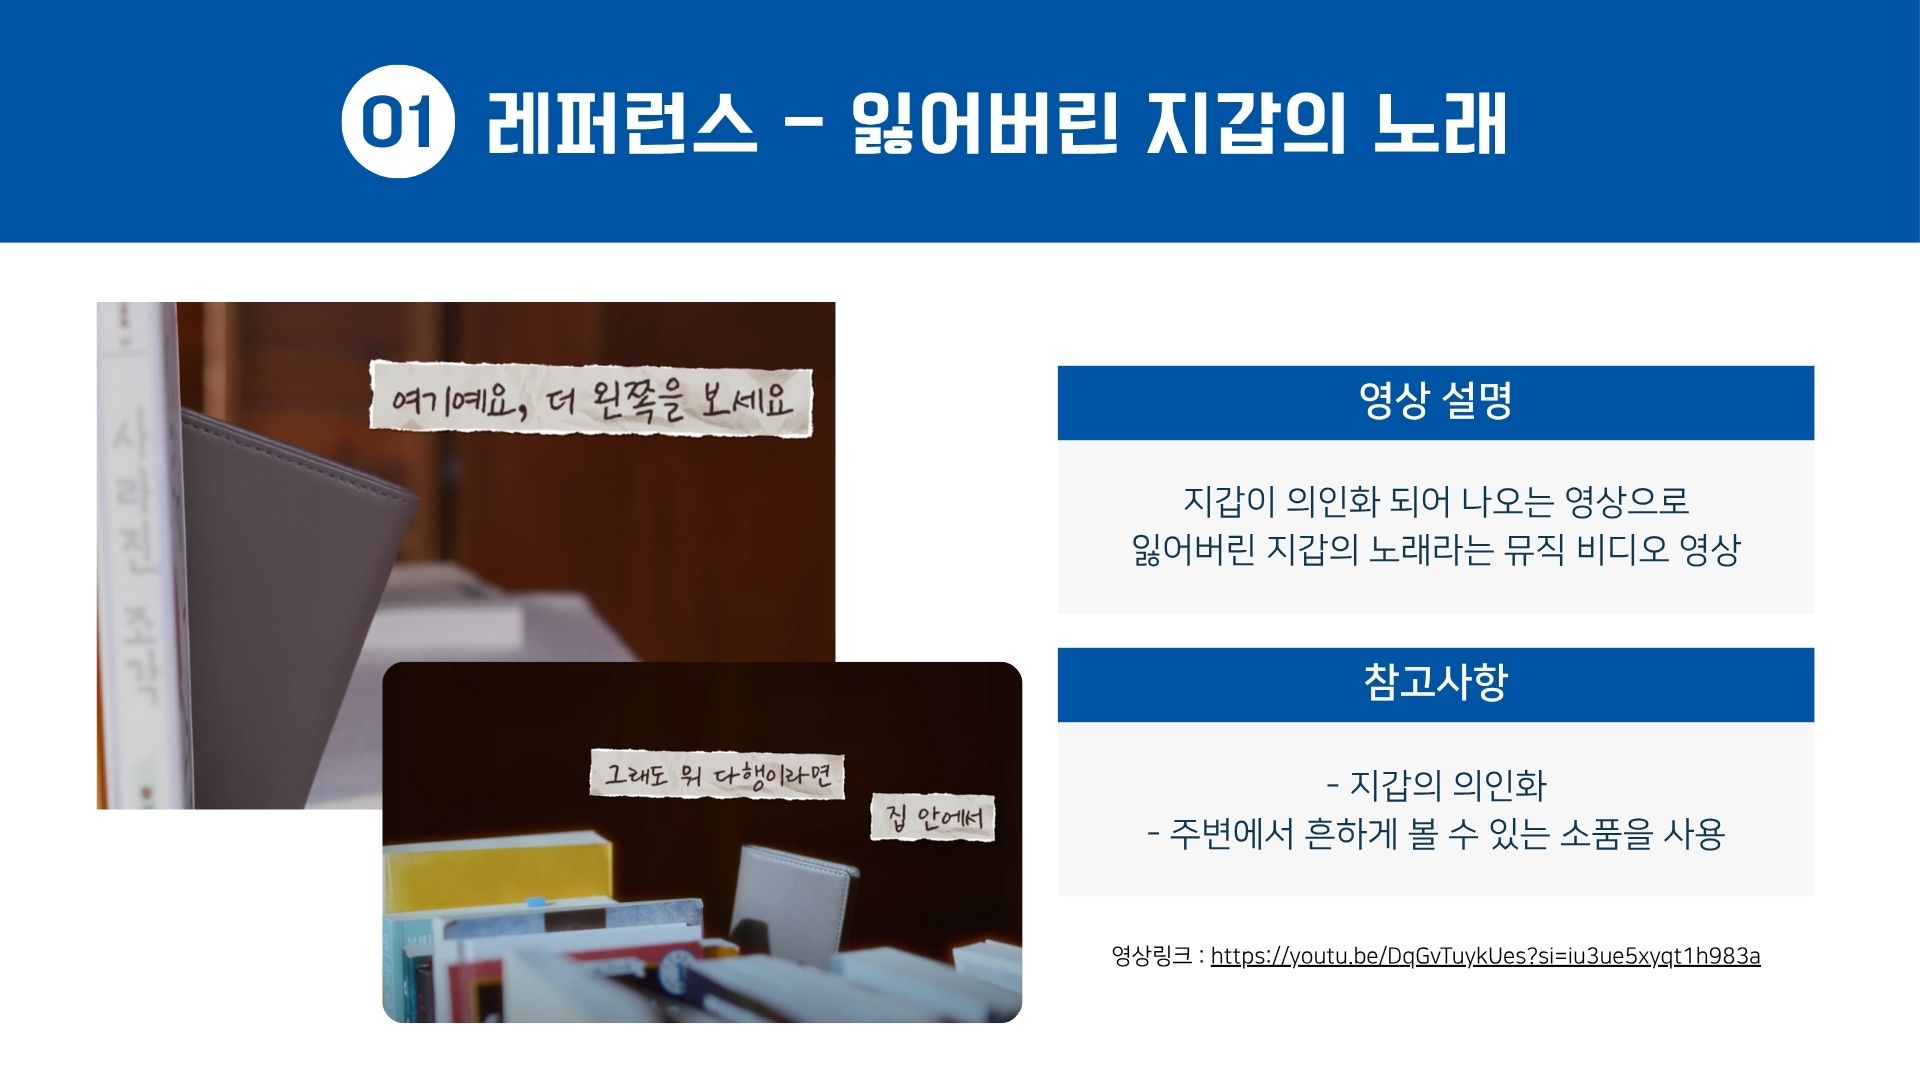 01 레퍼런스 - 잃어버린 지갑의 노래
여기예요, 더 왼쪽을 보세요
그래도 뭐 다행이라면
집 안에서
영상 설명
지갑이 의인화 되어 나오는 영상으로
잃어버린 지갑의 노래라는 뮤직 비디오 영상
참고사항
- 지갑의 의인화
- 주변에서 흔하게 볼 수 있는 소품을 사용
영상링크 : https://youtu.be/DqGvTuykUes?si=iu3ue5xyqt1h983a